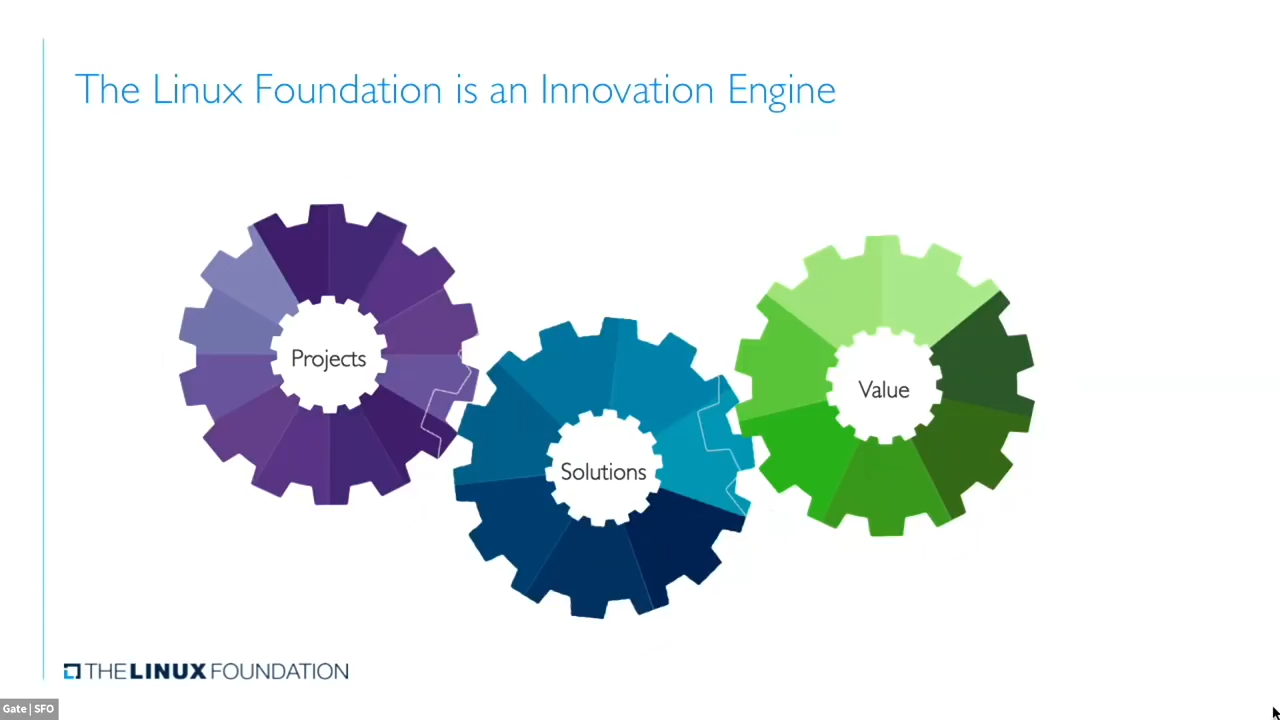 The Linux Foundation is an Innovation Engine
Projects
Solutions
Value
THE LINUX FOUNDATION
Gate | SFO